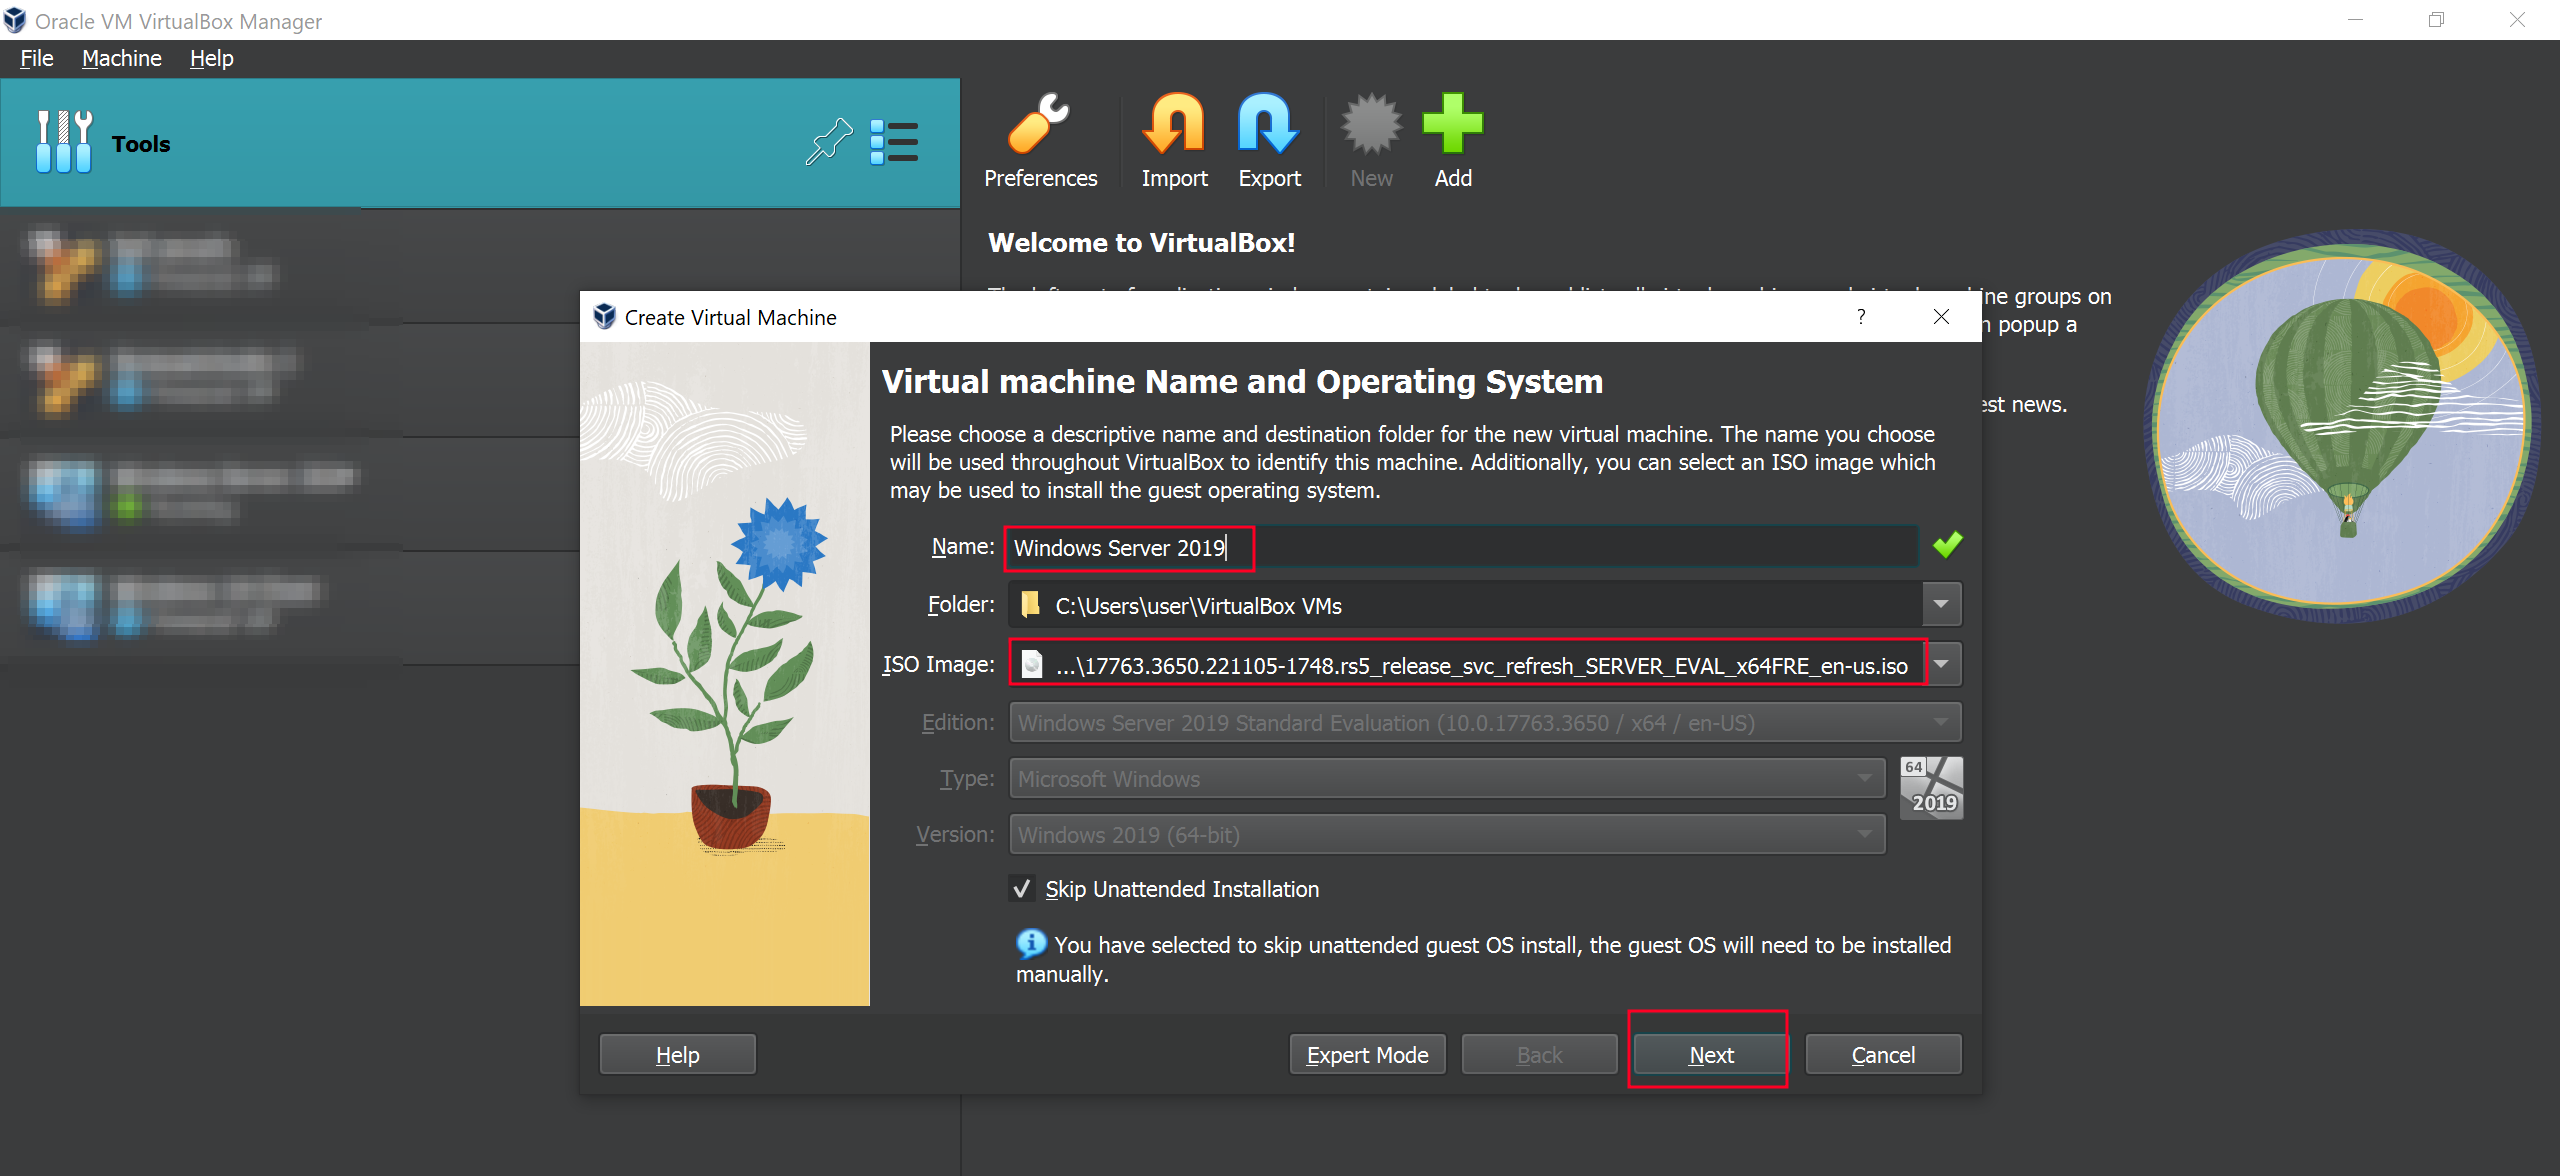 Oracle VM VirtualBox Manager
File Machine Help
Tools
Preferences Import Export New Add
Welcome to VirtualBox!
ine groups on
popup a
est news.
Create Virtual Machine
?
Virtual machine Name and Operating System
Please choose a descriptive name and destination folder for the new virtual machine. The name you choose
will be used throughout VirtualBox to identify this machine. Additionally, you can select an ISO image which
may be used to install the guest operating system.
Name: Windows Server 2019
Folder: C:\Users\user\VirtualBox VMs
ISO Image: ...\17763.3650.221105-1748.rs5_release_svc_refresh_SERVER_EVAL_x64FRE_en-us.iso
Edition: Windows Server 2019 Standard Evaluation (10.0.17763.3650 / x64 / en-US)
Type: Microsoft Windows
64
2019
Version: Windows 2019 (64-bit)
Skip Unattended Installation
You have selected to skip unattended guest OS install, the guest OS will need to be installed
manually.
Help Expert Mode Back Next Cancel